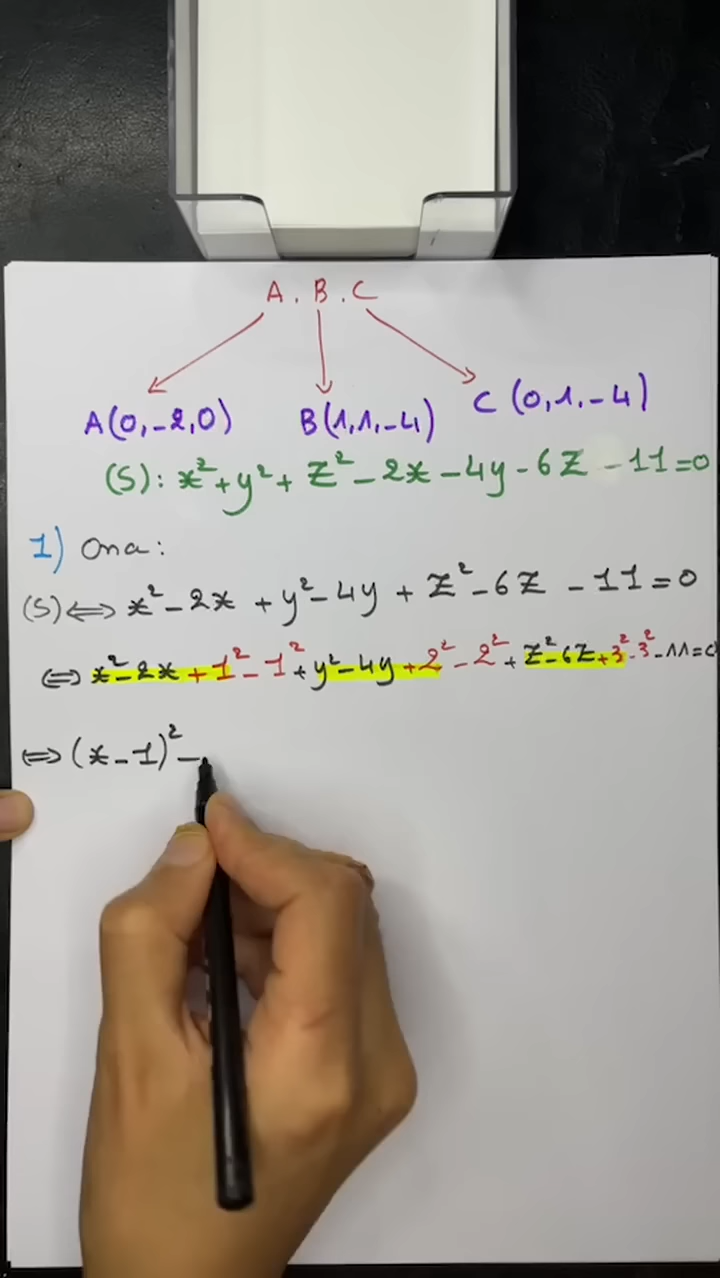 A . B . C
A(0,-2,0) B(1,1,-4) C (0,1,-4)
(S): x²+y²+ z²-2x-4y-6z-11=0
1) On a :
(S)⟺ x²-2x +y²-4y + z²-6z -11=0
⟺ x²-2x+1²-1²+y²-4y+2²-2²+z²-6z+3²-3²-11=0
⟺(x-1)²-